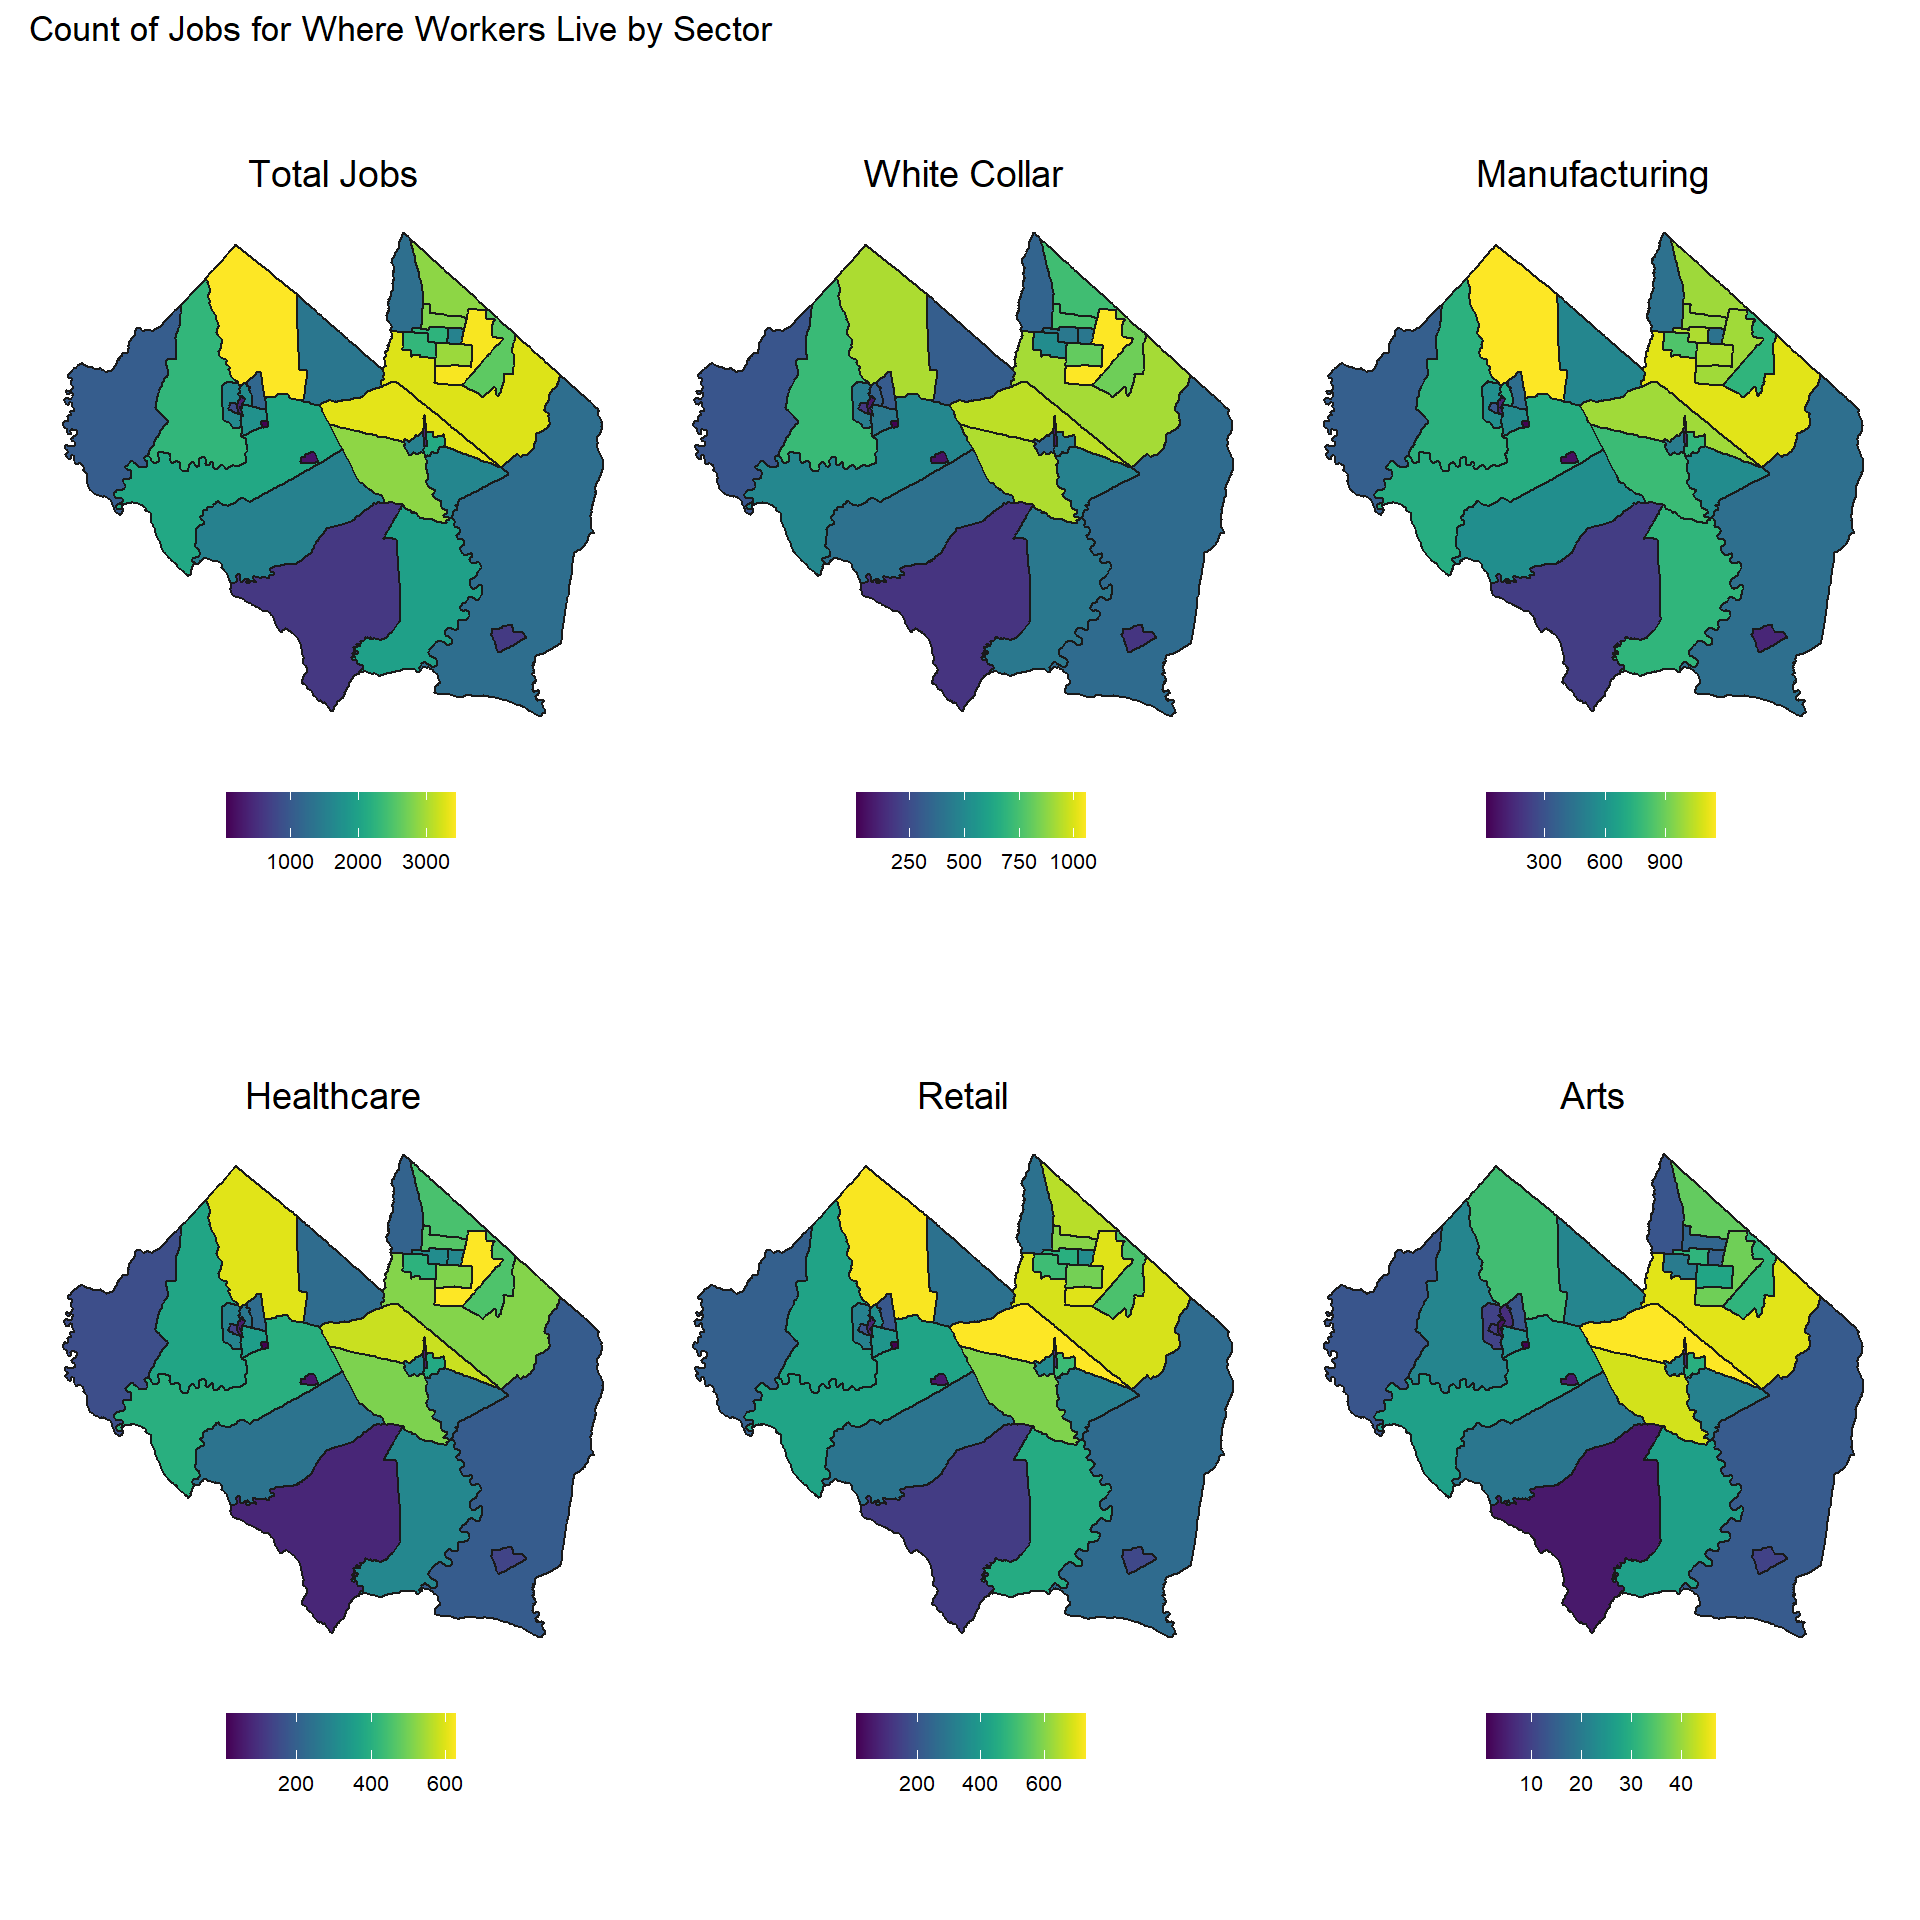 Count of Jobs for Where Workers Live by Sector
Total Jobs
White Collar
Manufacturing
1000 2000 3000
250 500 750 1000
300 600 900
Healthcare
Retail
Arts
200 400 600
200 400 600
10 20 30 40